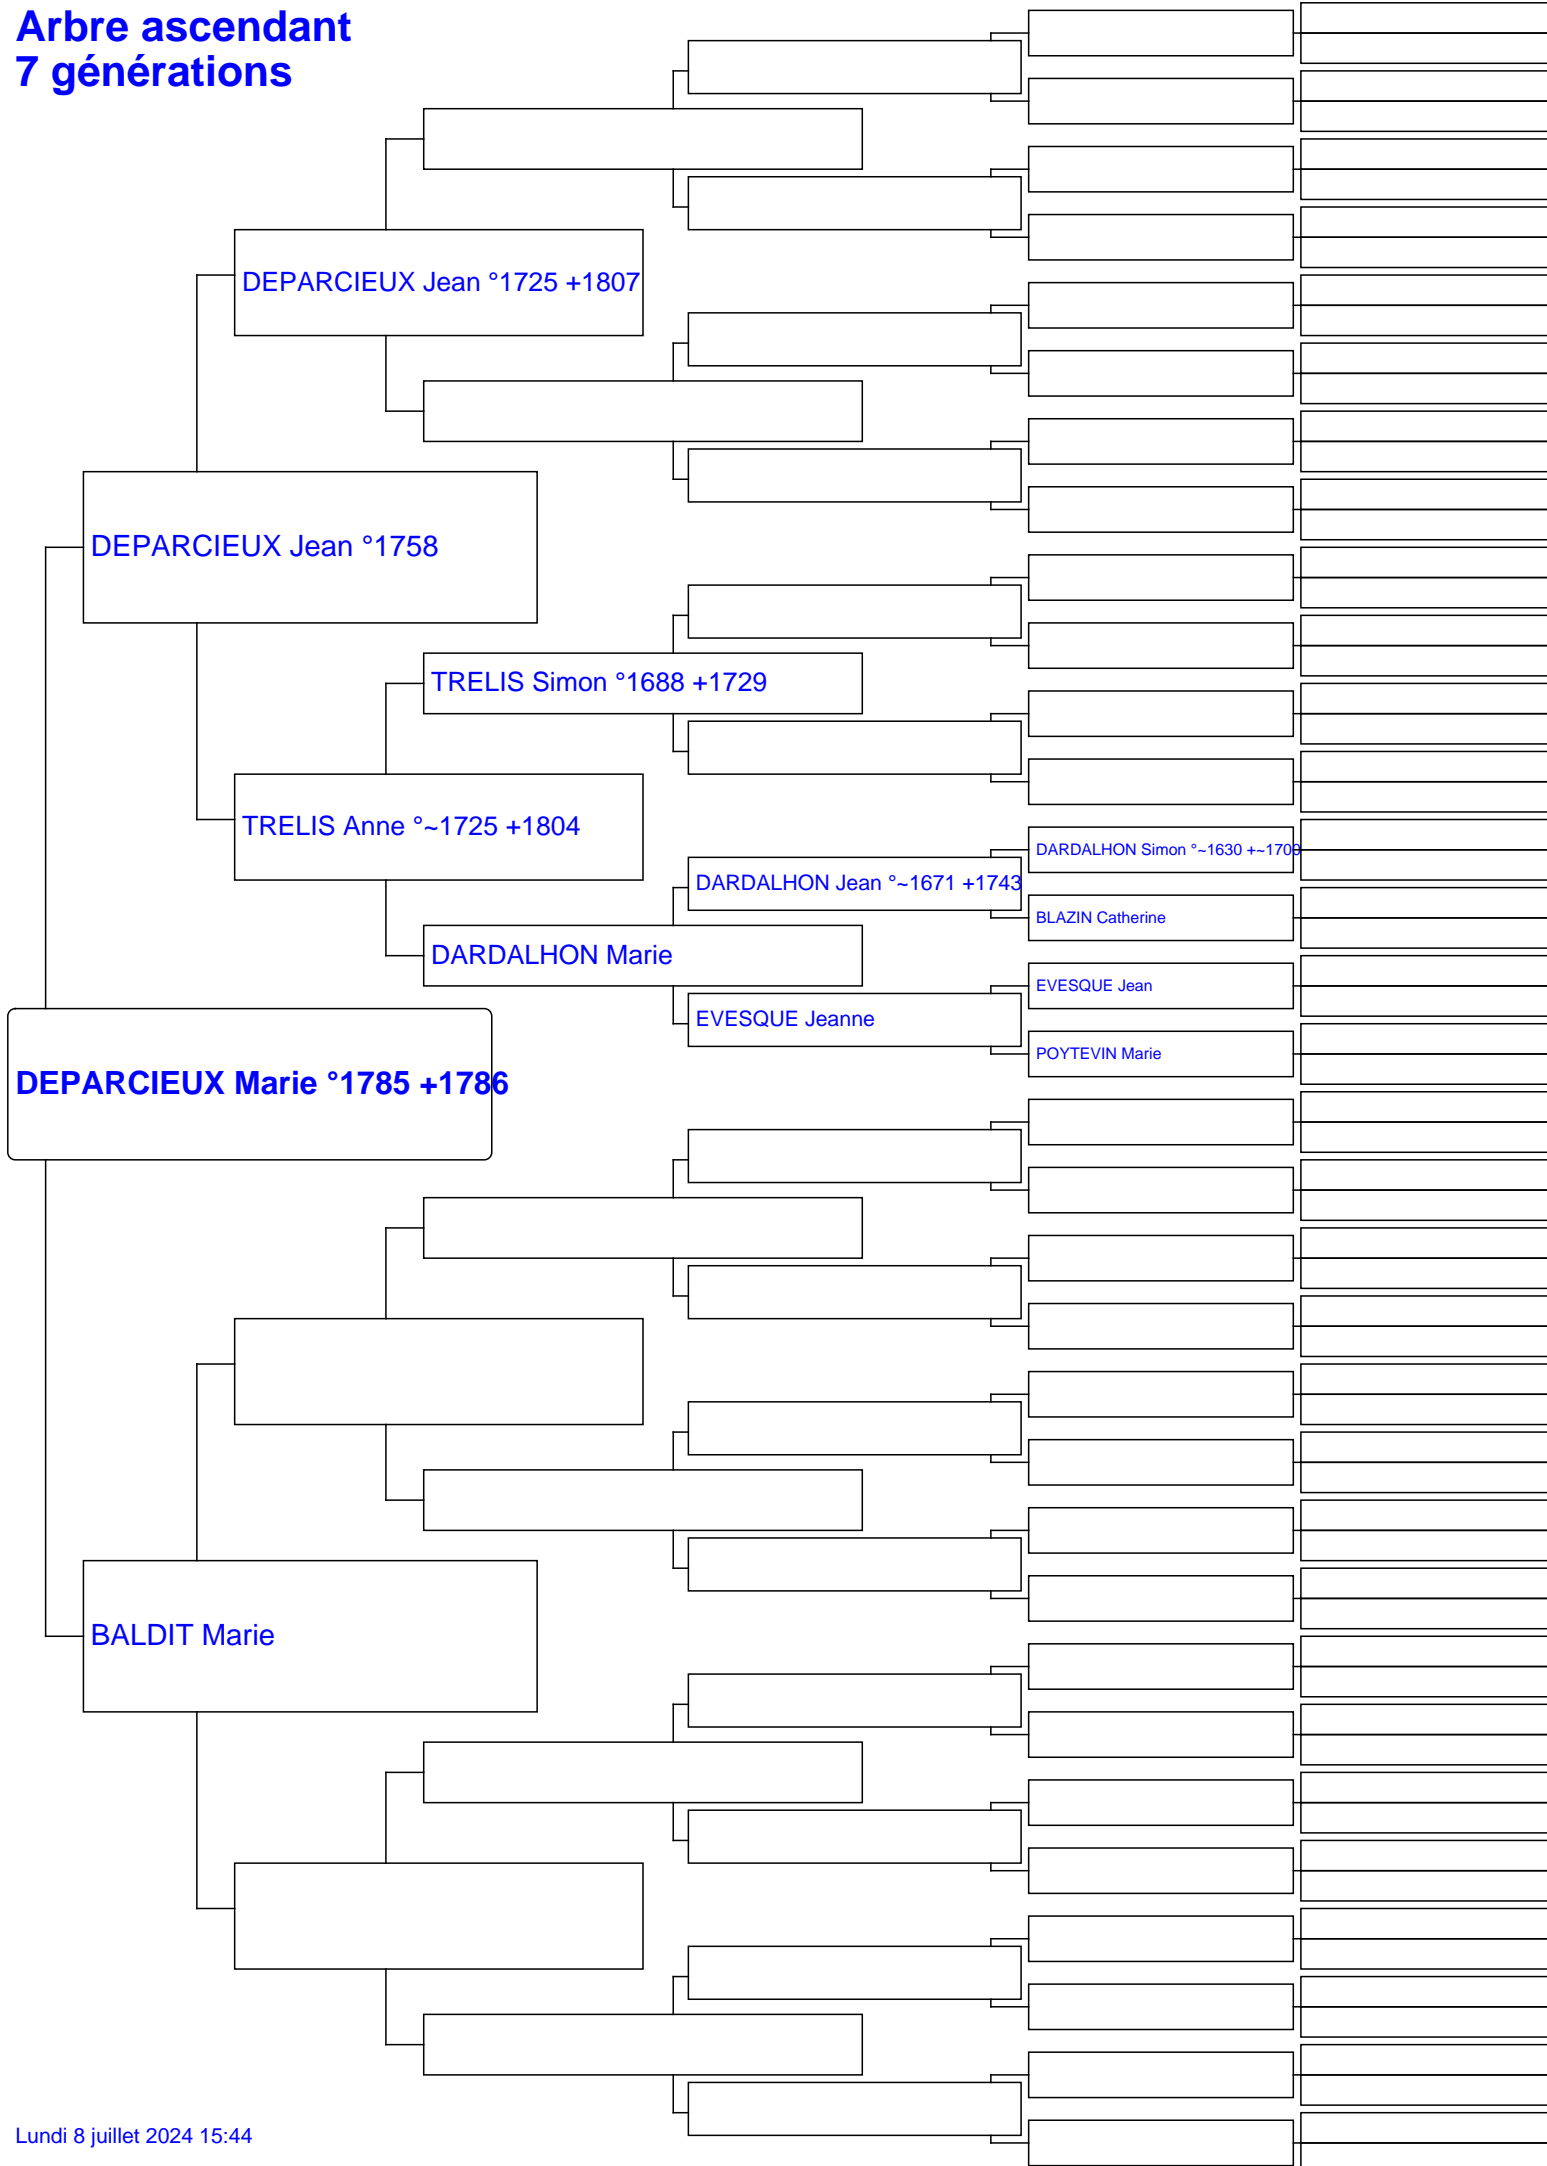 Arbre ascendant
7 générations
DEPARCIEUX Jean °1725 +1807
DEPARCIEUX Jean °1758
TRELIS Simon °1688 +1729
TRELIS Anne °~1725 +1804
DARDALHON Simon °~1630 +~1700
DARDALHON Jean °~1671 +1743
BLAZIN Catherine
DARDALHON Marie
EVESQUE Jean
EVESQUE Jeanne
POYTEVIN Marie
DEPARCIEUX Marie °1785 +1786
BALDIT Marie
Lundi 8 juillet 2024 15:44